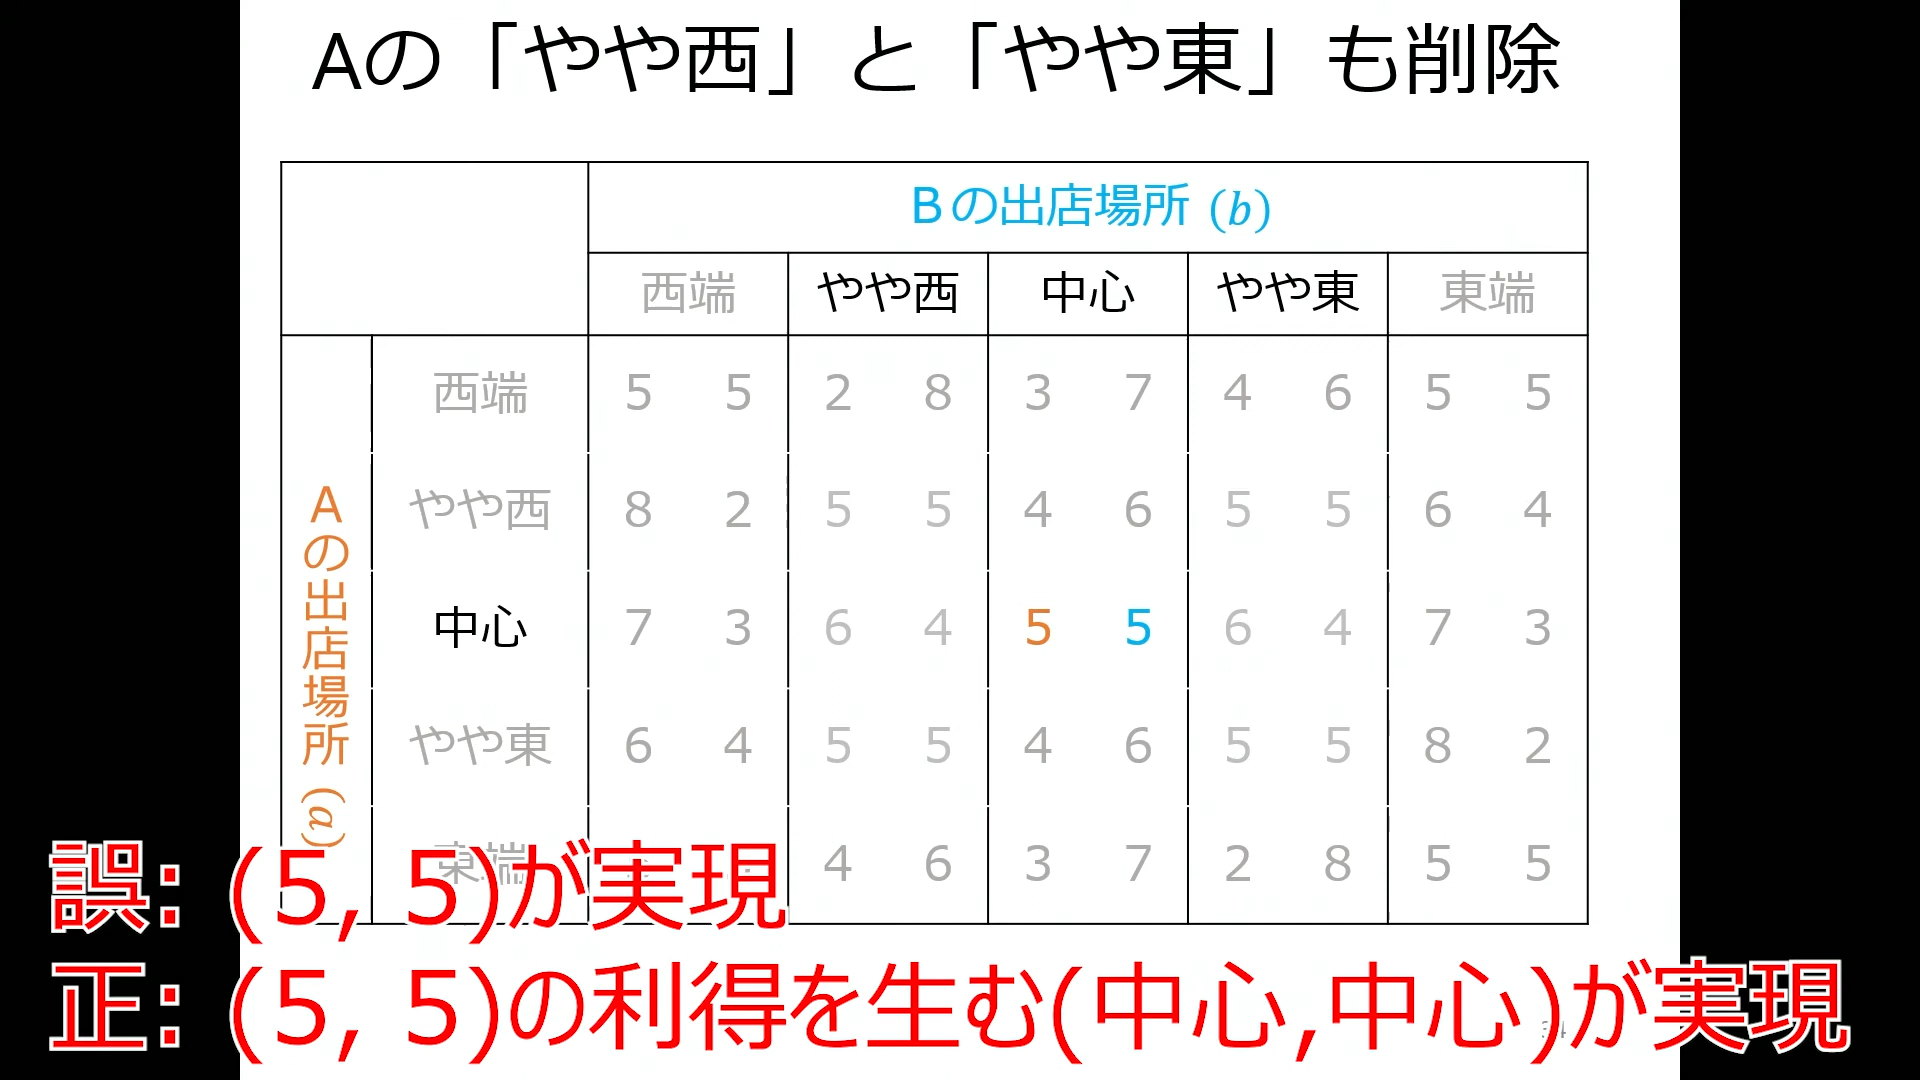 Aの「やや西」と「やや東」も削除
Bの出店場所 (b)
西端 やや西 中心 やや東 東端
Aの出店場所 (a)
西端 5 5 2 8 3 7 4 6 5 5
やや西 8 2 5 5 4 6 5 5 6 4
中心 7 3 6 4 5 5 6 4 7 3
やや東 6 4 5 5 4 6 5 5 8 2
東端 4 6 3 7 2 8 5 5
誤: (5, 5)が実現
正: (5, 5)の利得を生む(中心,中心)が実現